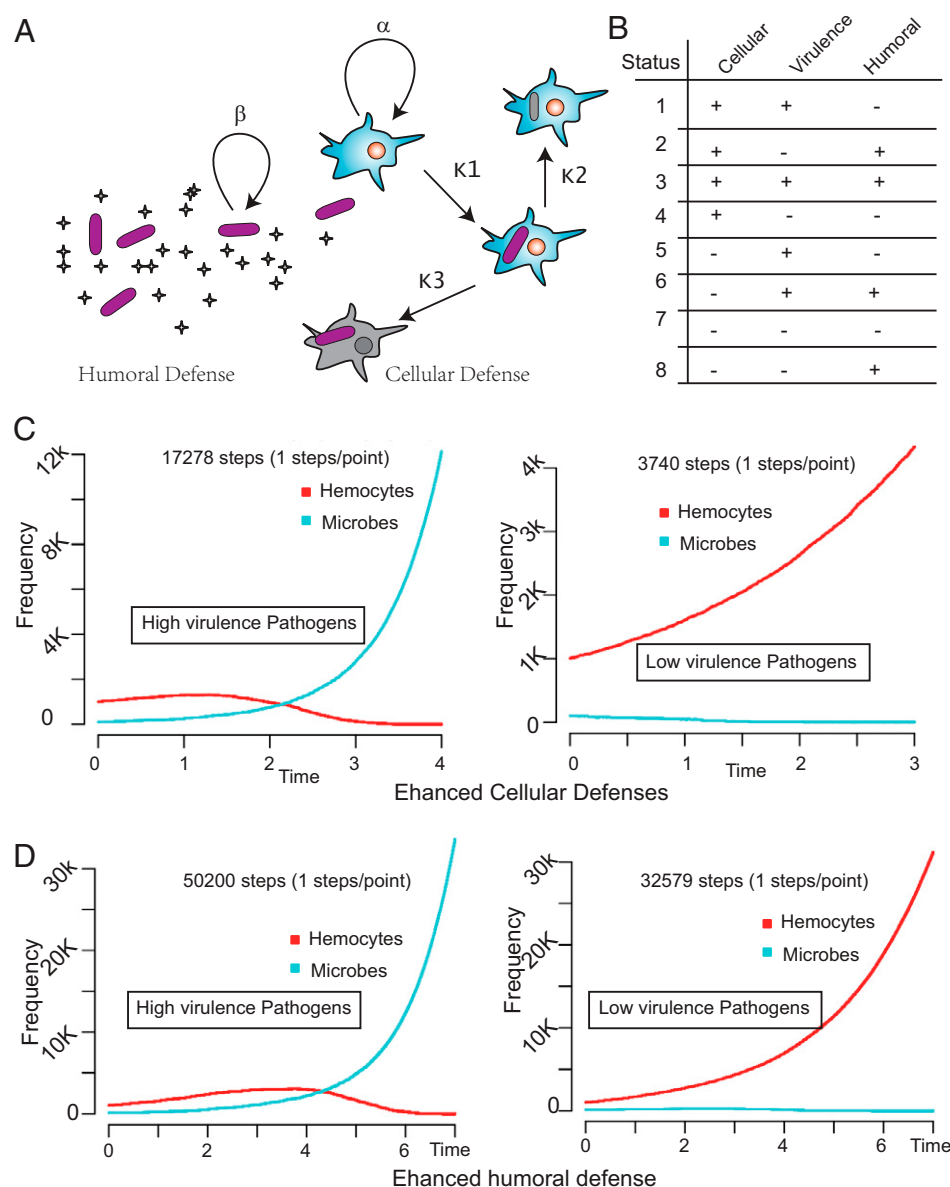 A
α
β
K1
K2
K3
Humoral Defense
Cellular Defense
B
Status Cellular Virulence Humoral
1 + + -
2 + - +
3 + + +
4 + - -
5 - + -
6 - + +
7 - - -
8 - - +
C
17278 steps (1 steps/point)
Hemocytes
Microbes
High virulence Pathogens
Frequency
12K
8K
4K
0
0 1 2 3 4
Time
3740 steps (1 steps/point)
Hemocytes
Microbes
Low virulence Pathogens
Frequency
4K
3K
2K
1K
0
0 1 2 3
Time
Ehanced Cellular Defenses
D
50200 steps (1 steps/point)
Hemocytes
Microbes
High virulence Pathogens
Frequency
30K
20K
10K
0
0 2 4 6 Time
32579 steps (1 steps/point)
Hemocytes
Microbes
Low virulence Pathogens
Frequency
30K
20K
10K
0
0 2 4 6 Time
Ehanced humoral defense